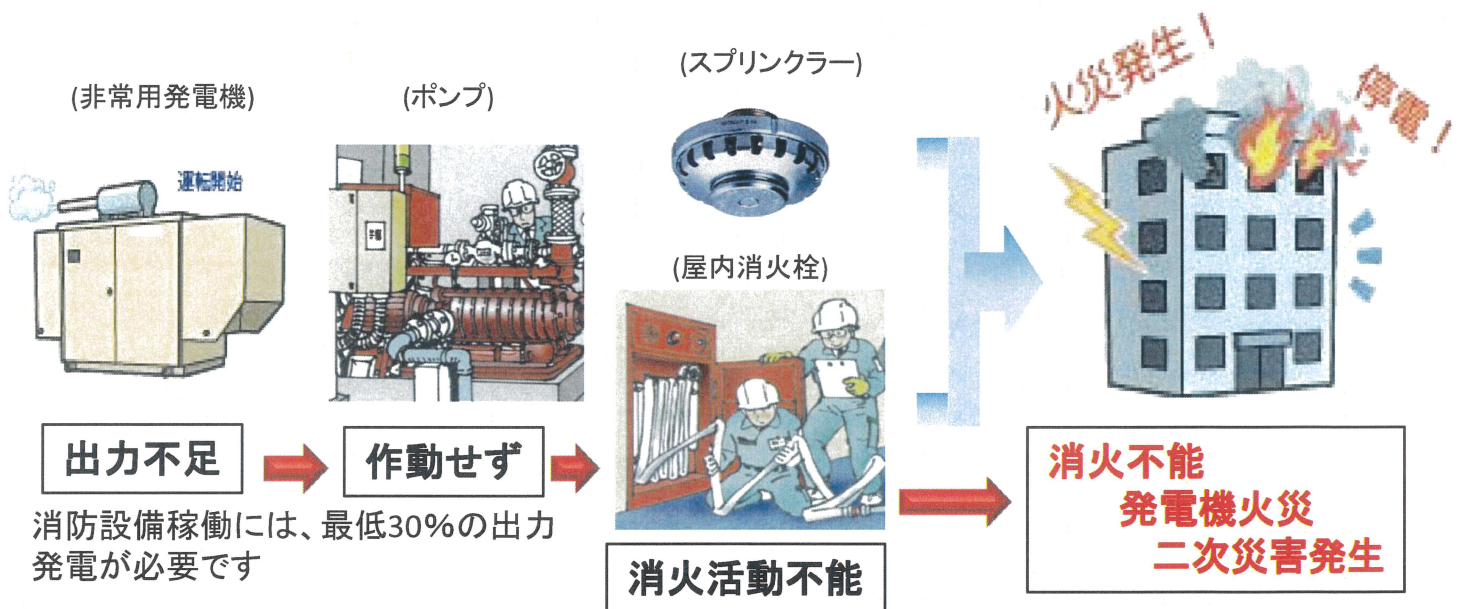 (非常用発電機)
(ポンプ)
(スプリンクラー)
火災発生!
停電!
運転開始
(屋内消火栓)
出力不足
作動せず
消火活動不能
消火不能
発電機火災
二次災害発生
消防設備稼働には、最低30%の出力
発電が必要です